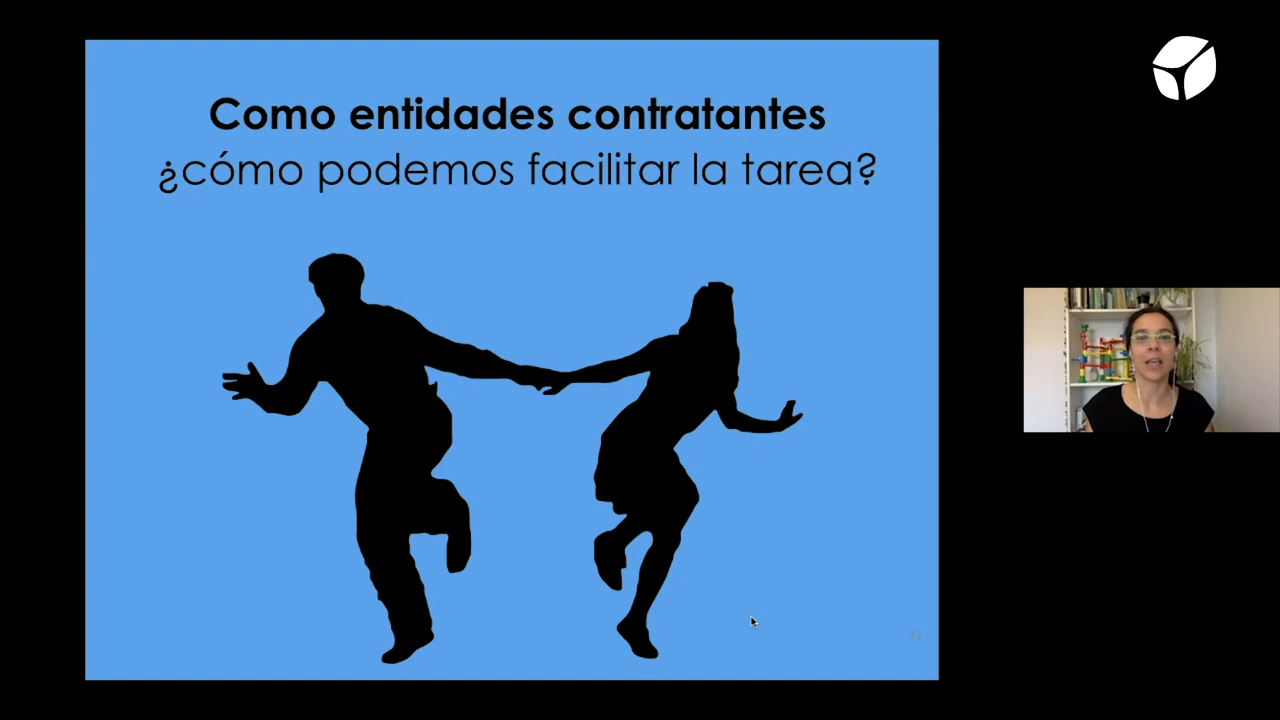 Como entidades contratantes
¿cómo podemos facilitar la tarea?